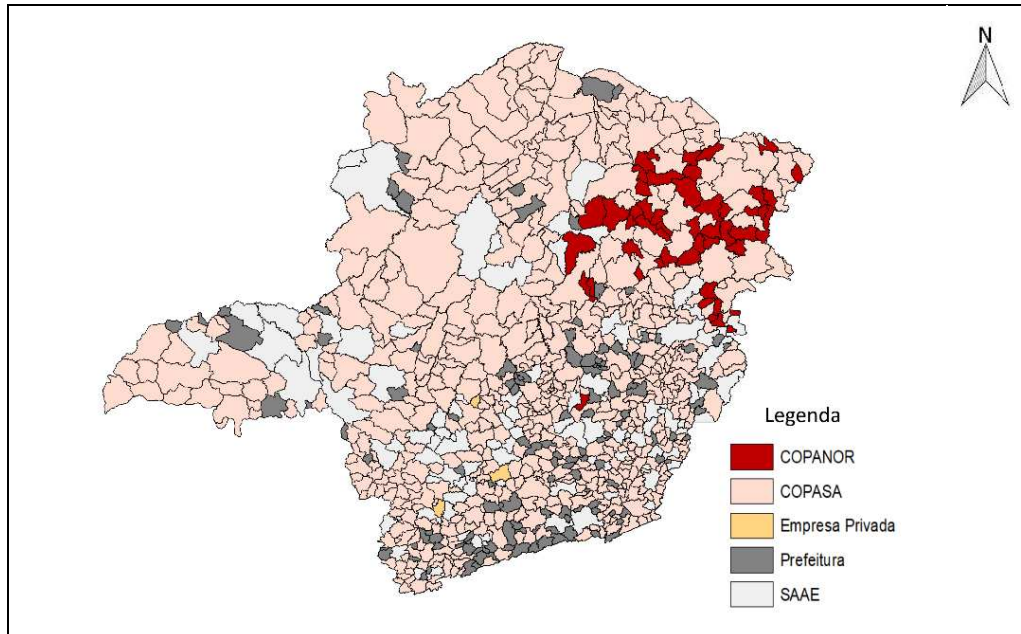 N
Legenda
COPANOR
COPASA
Empresa Privada
Prefeitura
SAAE